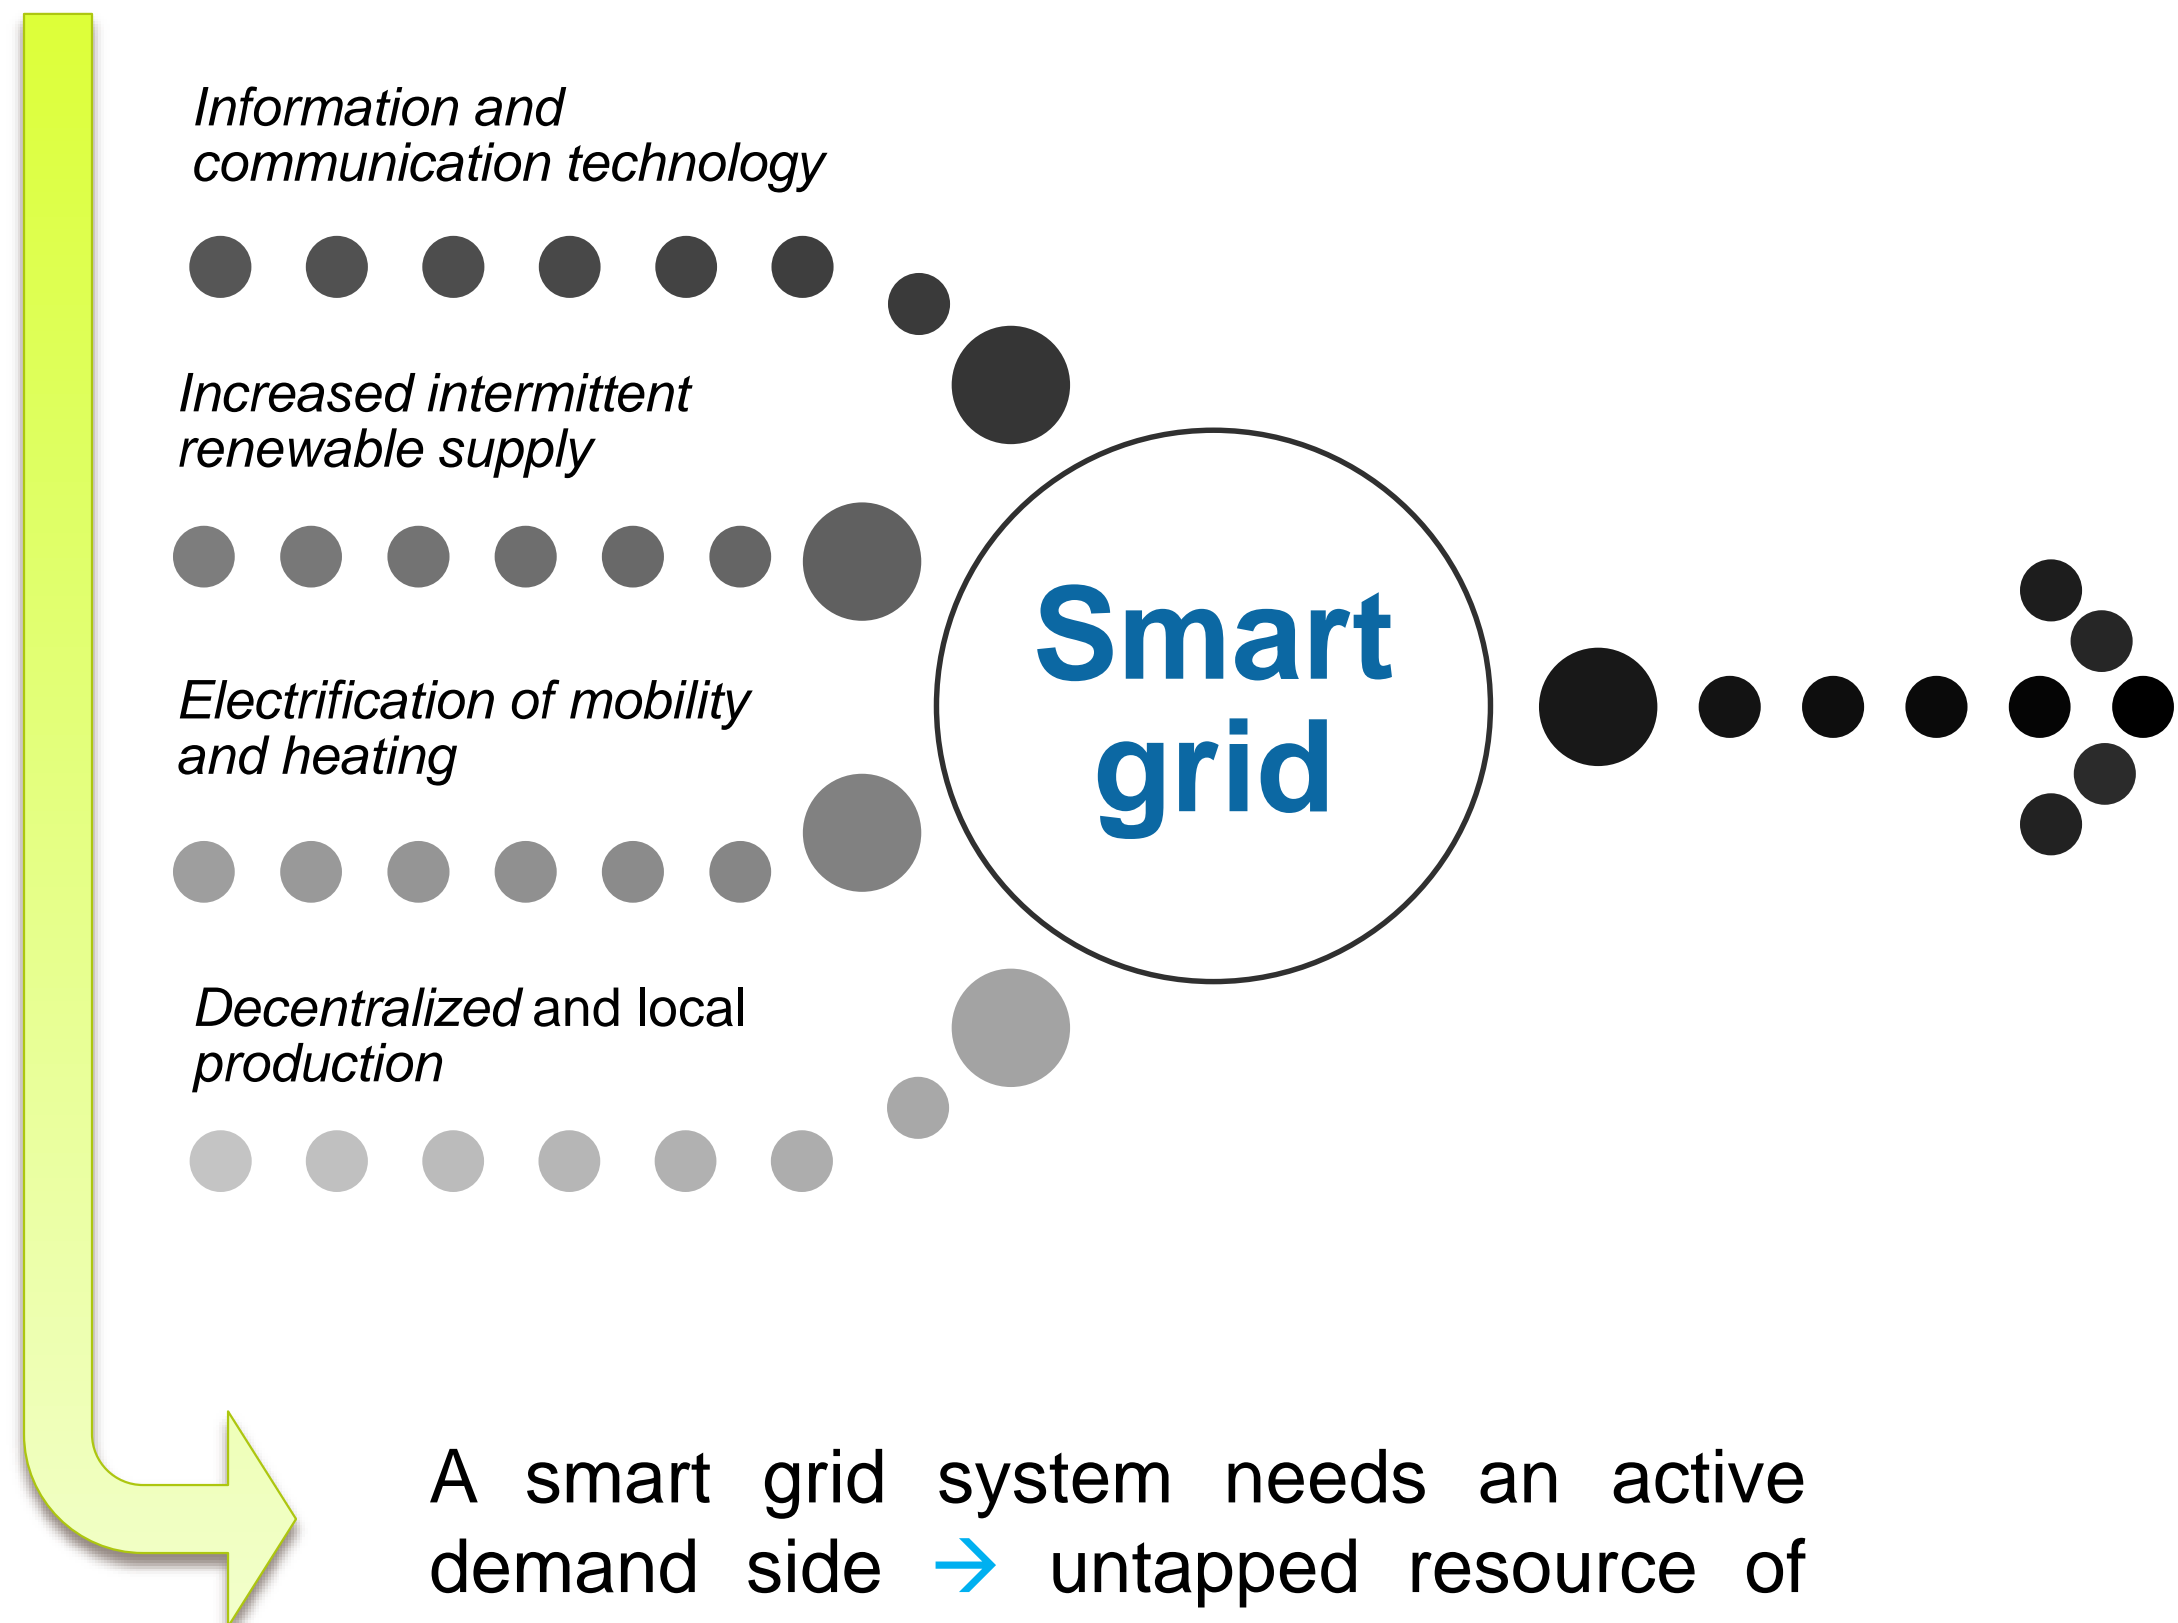 Information and
communication technology
Increased intermittent
renewable supply
Electrification of mobility
and heating
Decentralized and local
production
Smart
grid
A smart grid system needs an active
demand side → untapped resource of